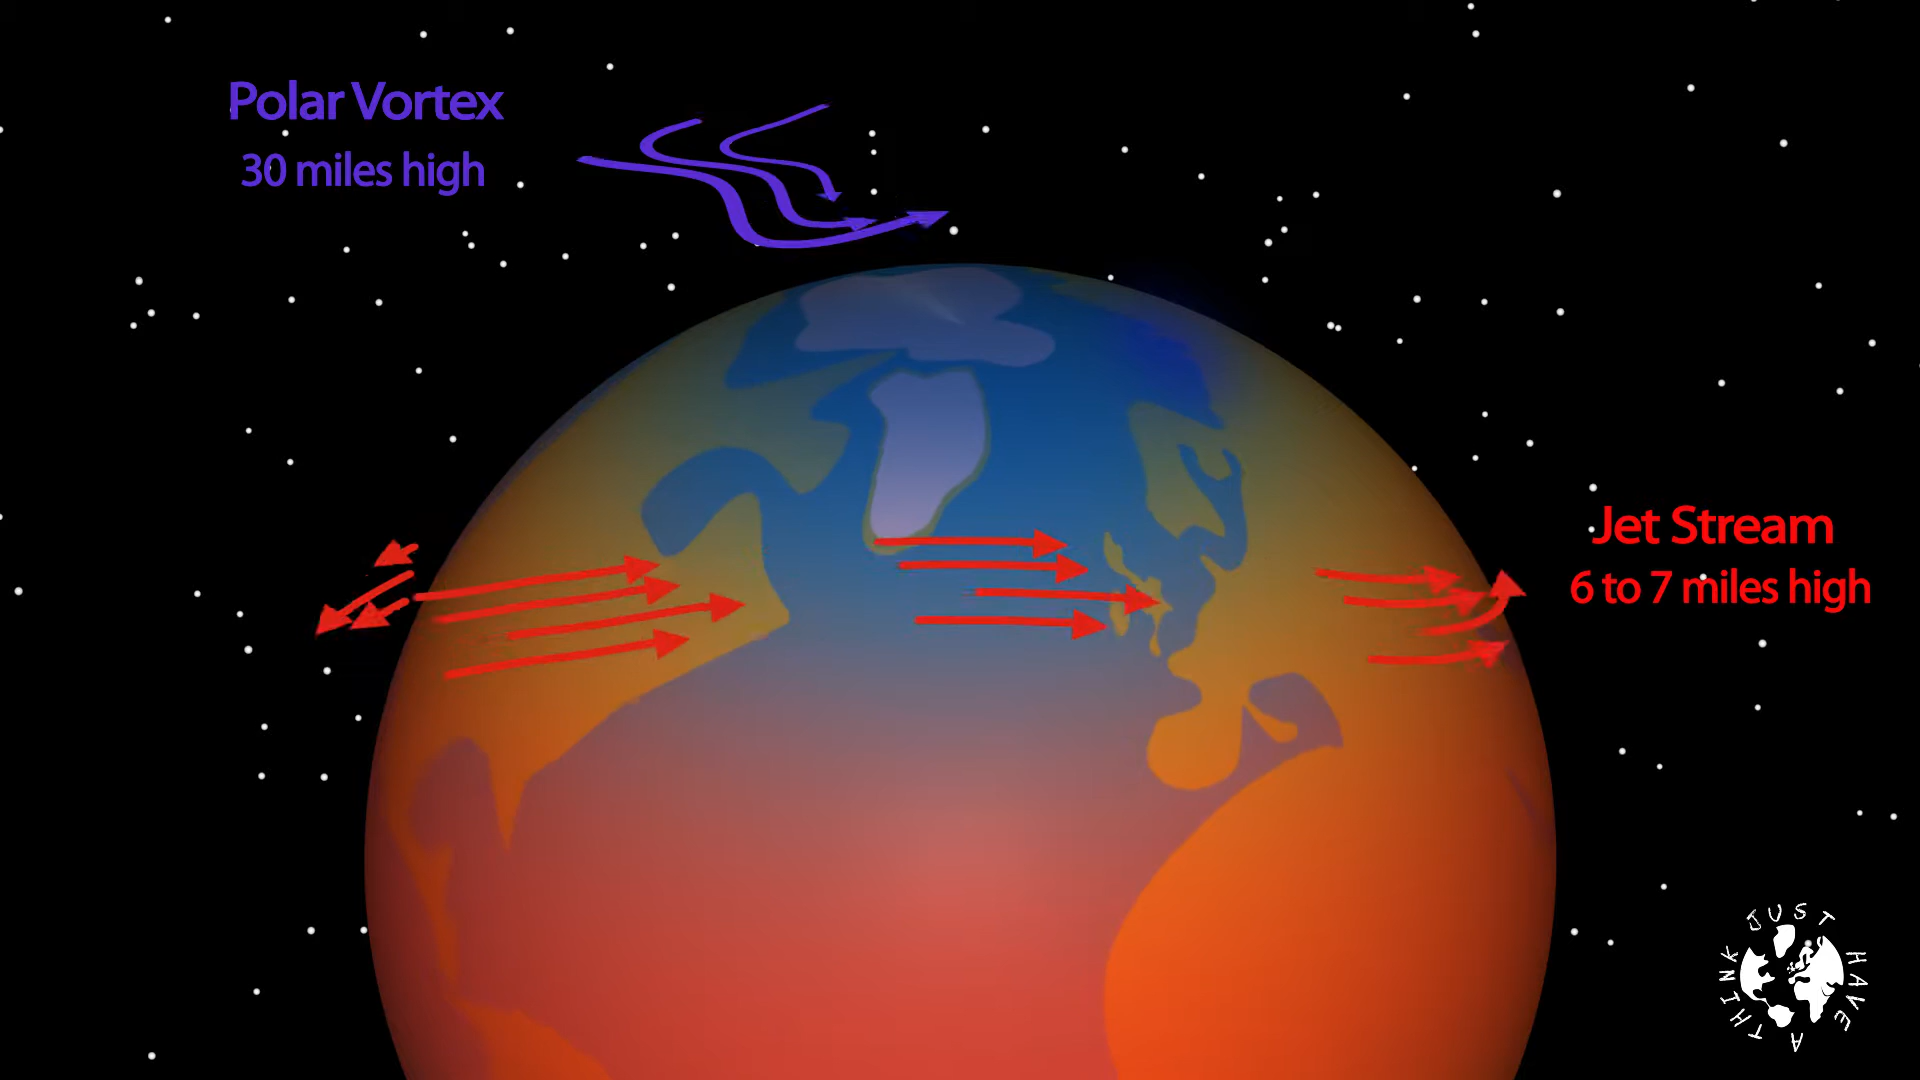 Polar Vortex
30 miles high
Jet Stream
6 to 7 miles high
JUST HAVE A THINK